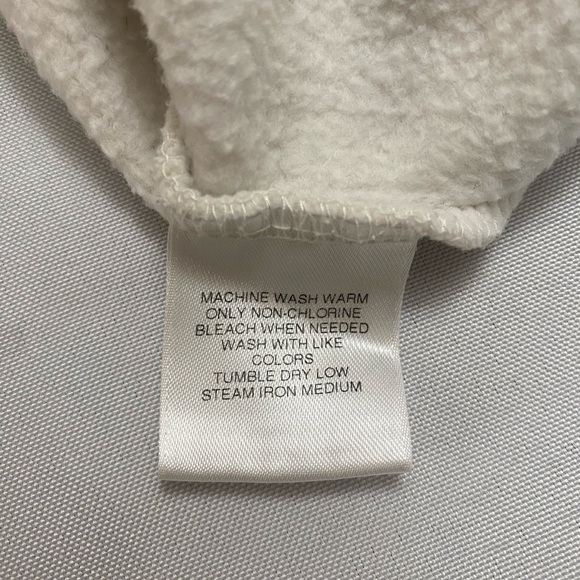 MACHINE WASH WARM
ONLY NON-CHLORINE
BLEACH WHEN NEEDED
WASH WITH LIKE
COLORS
TUMBLE DRY LOW
STEAM IRON MEDIUM